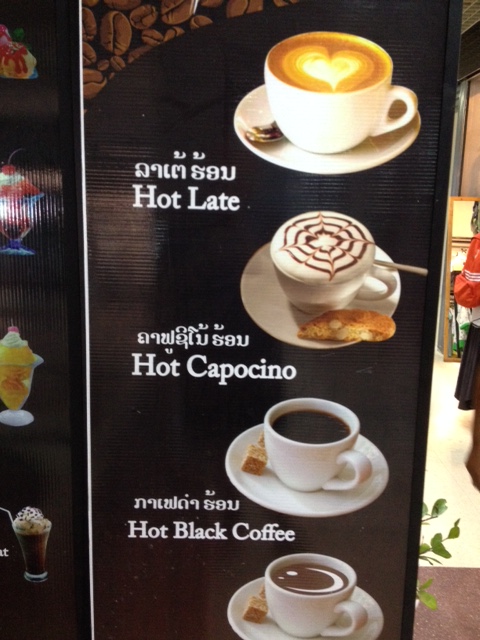 ລາເຕ້ ຮ້ອນ
Hot Late
ຄາຟູຊິໂນ້ ຮ້ອນ
Hot Capocino
ກາເຟດຳ ຮ້ອນ
Hot Black Coffee